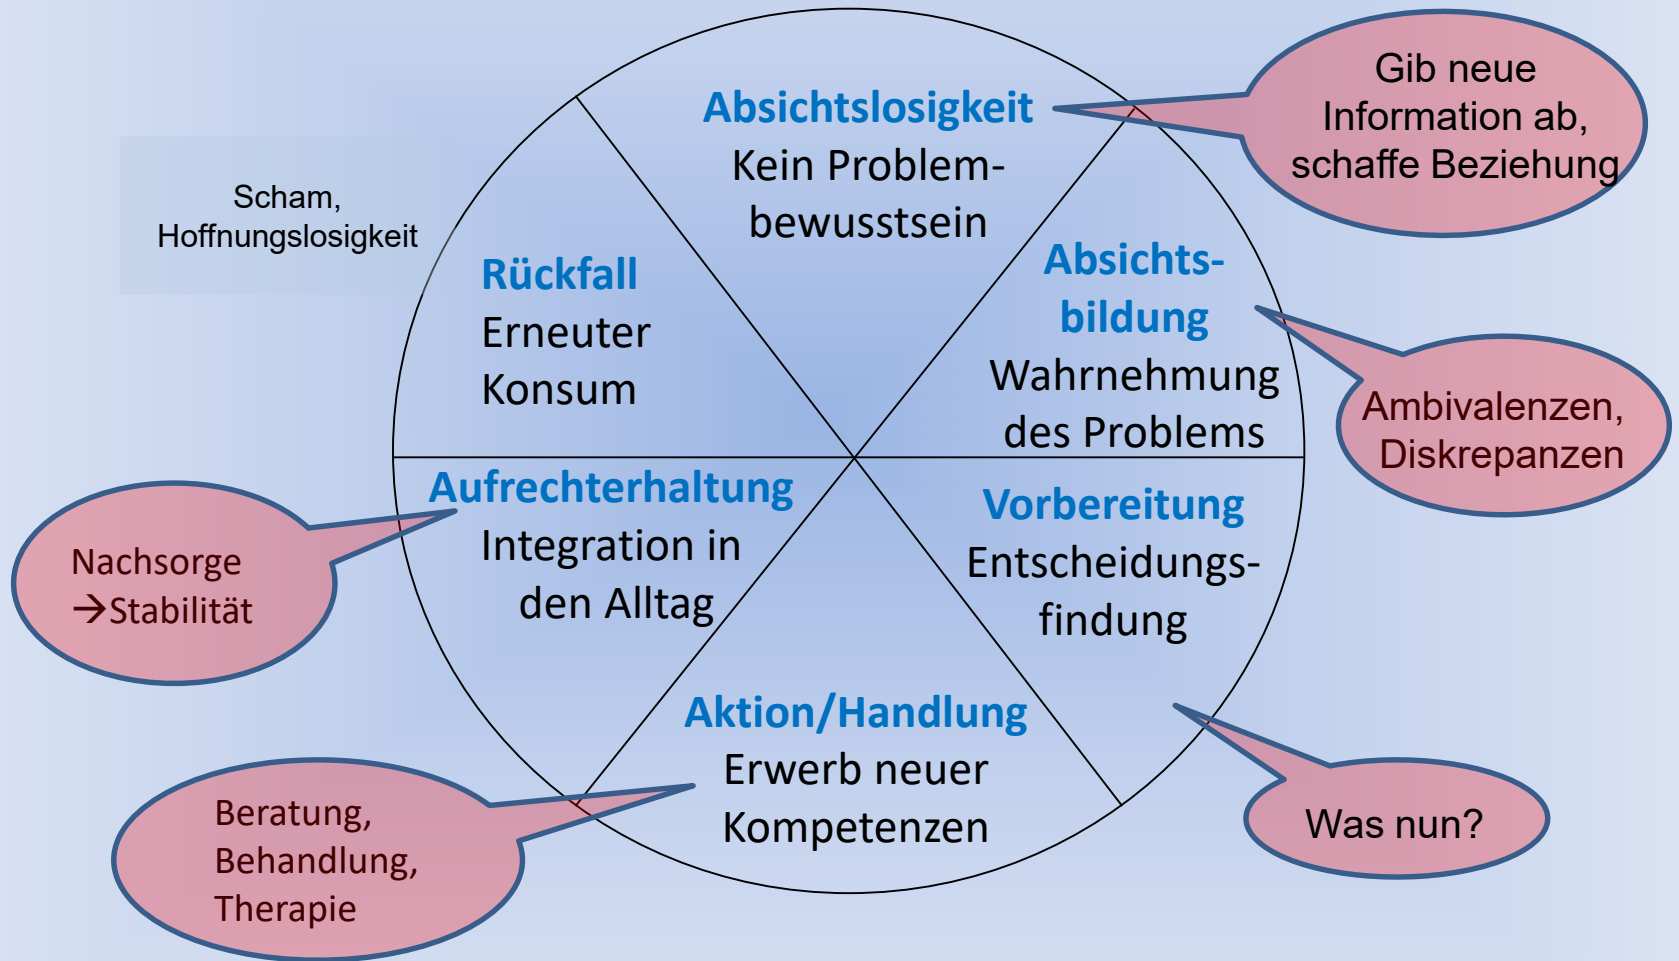 Absichtslosigkeit
Kein Problem-
bewusstsein
Gib neue
Information ab,
schaffe Beziehung
Absichts-
bildung
Wahrnehmung
des Problems
Ambivalenzen,
Diskrepanzen
Vorbereitung
Entscheidungs-
findung
Was nun?
Aktion/Handlung
Erwerb neuer
Kompetenzen
Beratung,
Behandlung,
Therapie
Aufrechterhaltung
Integration in
den Alltag
Nachsorge
→Stabilität
Rückfall
Erneuter
Konsum
Scham,
Hoffnungslosigkeit